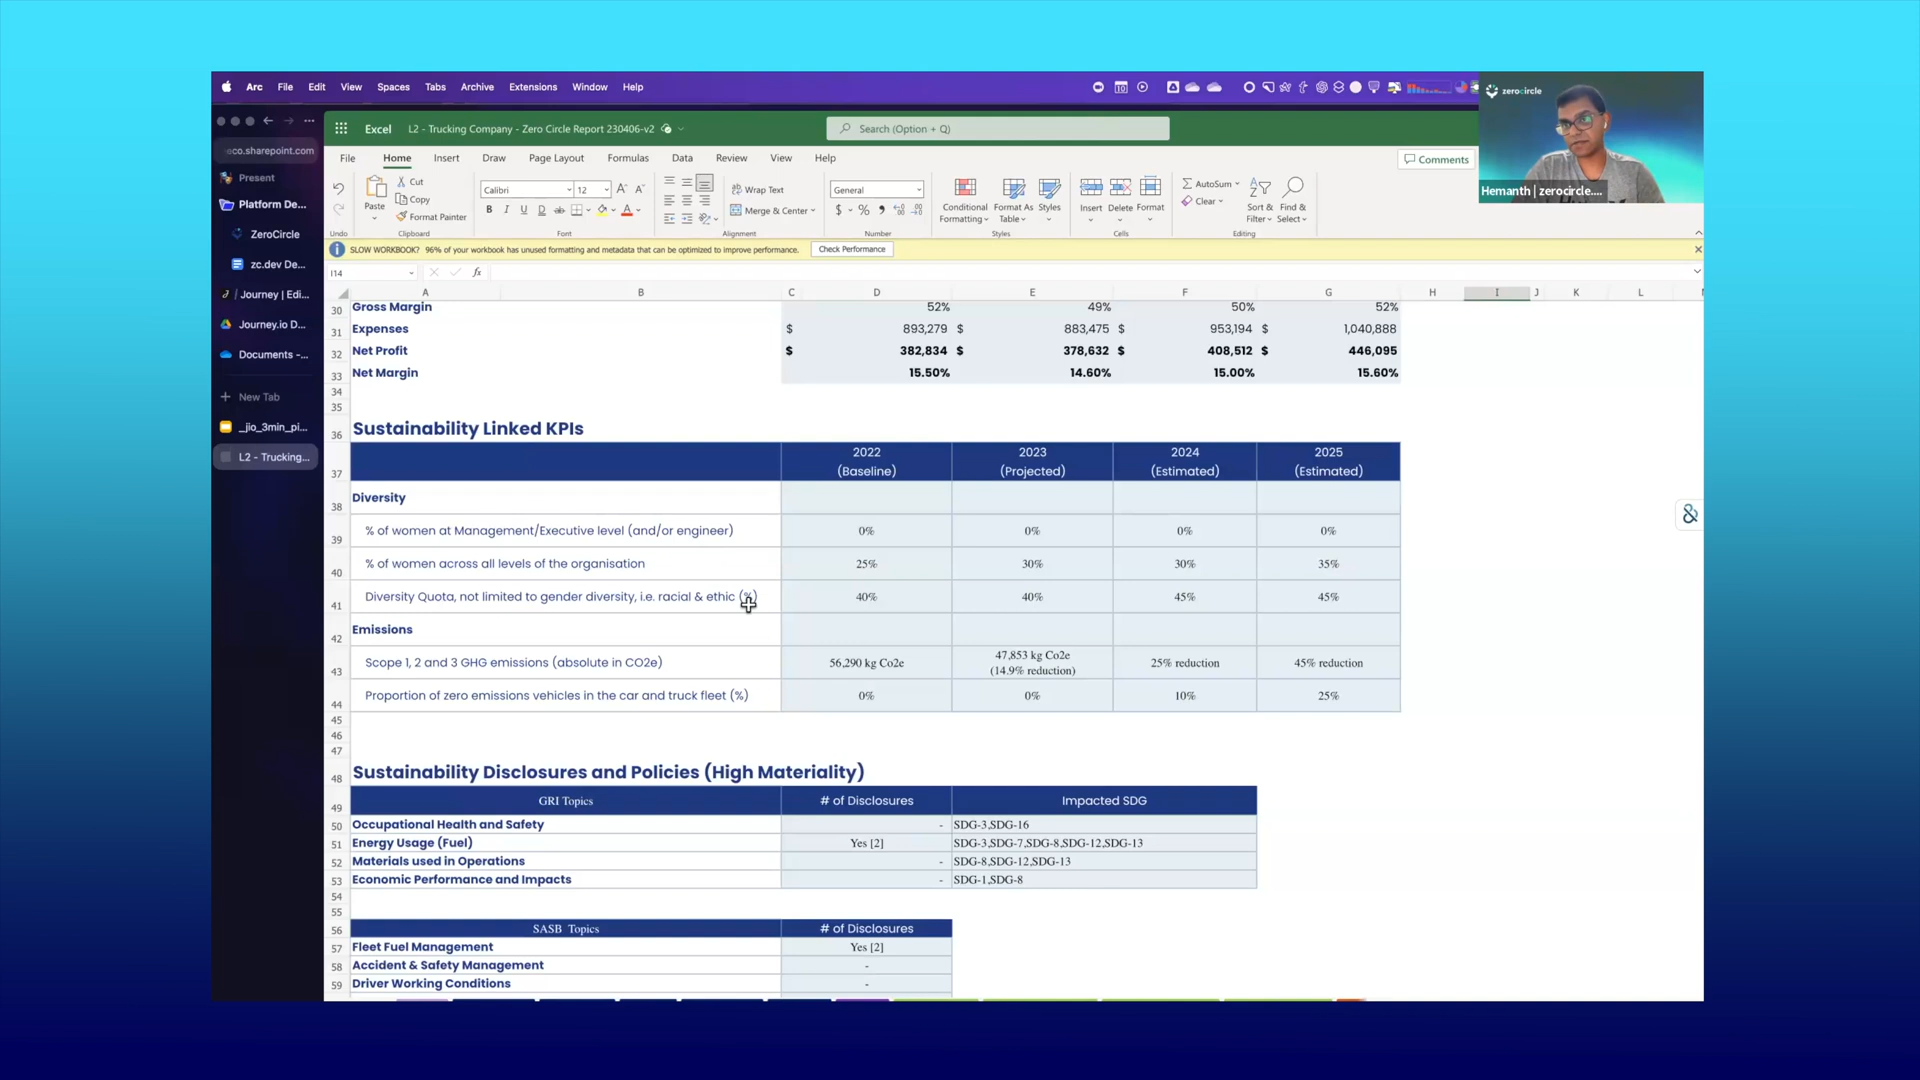 Arc File Edit View Spaces Tabs Archive Extensions Window Help
zerocircle
Hemanth | zerocircle....
eco.sharepoint.com
Present
Platform De...
ZeroCircle
zc.dev De...
Journey | Edi...
Journey.io D...
Documents -...
New Tab
_jio_3min_pi...
L2 - Trucking...
Excel L2 - Trucking Company - Zero Circle Report 230406-v2
Search (Option + Q)
File Home Insert Draw Page Layout Formulas Data Review View Help
Comments
Undo
Paste
Cut
Copy
Format Painter
Clipboard
Calibri 12
Font
Wrap Text
Merge & Center
Alignment
General
Number
Conditional Formatting
Format As Table
Styles
Styles
Insert Delete Format
Cells
AutoSum
Clear
Sort & Filter
Find & Select
Editing
SLOW WORKBOOK? 96% of your workbook has unused formatting and metadata that can be optimized to improve performance. Check Performance
I14
fx
A B C D E F G H I J K L
30 Gross Margin 52% 49% 50% 52%
31 Expenses $ 893,279 $ 883,475 $ 953,194 $ 1,040,888
32 Net Profit $ 382,834 $ 378,632 $ 408,512 $ 446,095
33 Net Margin 15.50% 14.60% 15.00% 15.60%
34
35
36 Sustainability Linked KPIs
37 2022 (Baseline) 2023 (Projected) 2024 (Estimated) 2025 (Estimated)
38 Diversity
39 % of women at Management/Executive level (and/or engineer) 0% 0% 0% 0%
40 % of women across all levels of the organisation 25% 30% 30% 35%
41 Diversity Quota, not limited to gender diversity, i.e. racial & ethic (%) 40% 40% 45% 45%
42 Emissions
43 Scope 1, 2 and 3 GHG emissions (absolute in CO2e) 56,290 kg Co2e 47,853 kg Co2e (14.9% reduction) 25% reduction 45% reduction
44 Proportion of zero emissions vehicles in the car and truck fleet (%) 0% 0% 10% 25%
45
46
47
48 Sustainability Disclosures and Policies (High Materiality)
49 GRI Topics # of Disclosures Impacted SDG
50 Occupational Health and Safety - SDG-3,SDG-16
51 Energy Usage (Fuel) Yes [2] SDG-3,SDG-7,SDG-8,SDG-12,SDG-13
52 Materials used in Operations - SDG-8,SDG-12,SDG-13
53 Economic Performance and Impacts - SDG-1,SDG-8
54
55
56 SASB Topics # of Disclosures
57 Fleet Fuel Management Yes [2]
58 Accident & Safety Management -
59 Driver Working Conditions -